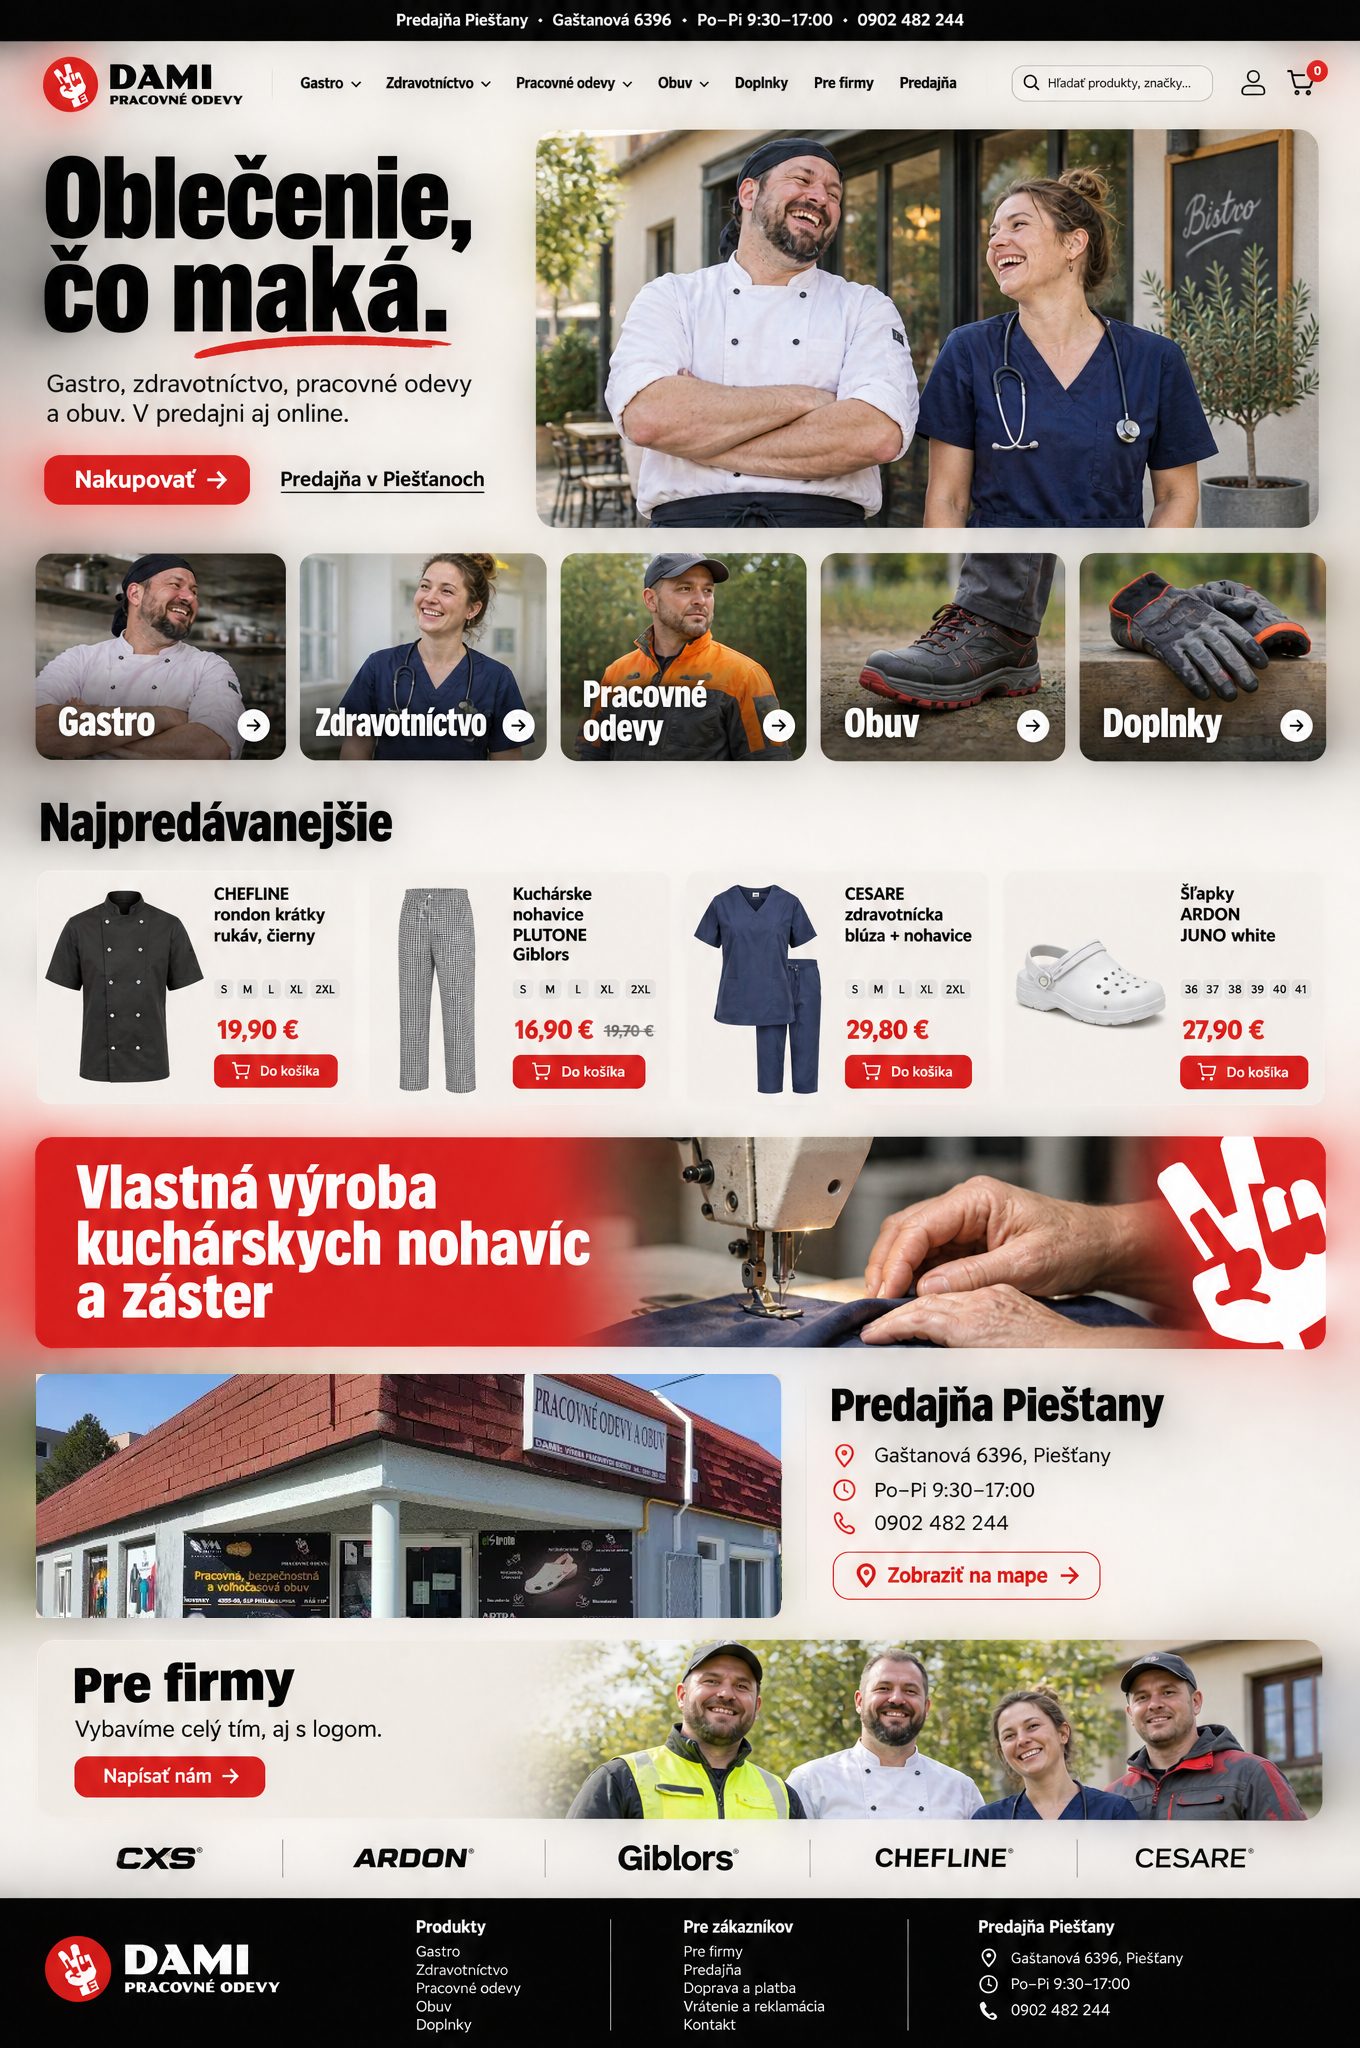 Predajňa Piešťany • Gaštanová 6396 • Po–Pi 9:30–17:00 • 0902 482 244
DAMI
PRACOVNÉ ODEVY
Gastro
Zdravotníctvo
Pracovné odevy
Obuv
Doplnky
Pre firmy
Predajňa
Hľadať produkty, značky...
0
Oblečenie,
čo maká.
Gastro, zdravotníctvo, pracovné odevy
a obuv. V predajni aj online.
Nakupovať →
Predajňa v Piešťanoch
Bistro
Gastro
Zdravotníctvo
Pracovné
odevy
Obuv
Doplnky
Najpredávanejšie
CHEFLINE
rondon krátky
rukáv, čierny
S M L XL 2XL
19,90 €
Do košíka
Kuchárske
nohavice
PLUTONE
Giblors
S M L XL 2XL
16,90 € 19,70 €
Do košíka
CESARE
zdravotnícka
blúza + nohavice
S M L XL 2XL
29,80 €
Do košíka
Šľapky
ARDON
JUNO white
36 37 38 39 40 41
27,90 €
Do košíka
Vlastná výroba
kuchárskych nohavíc
a záster
PRACOVNÉ ODEVY A OBUV
DAMI: VÝROBA PRACOVNÝCH ODEVOV
Pracovná, bezpečnostná
a voľnočasová obuv
NOVINKY
Predajňa Piešťany
Gaštanová 6396, Piešťany
Po–Pi 9:30–17:00
0902 482 244
Zobraziť na mape →
Pre firmy
Vybavíme celý tím, aj s logom.
Napísať nám →
CXS®
ARDON®
Giblors®
CHEFLINE®
CESARE®
DAMI
PRACOVNÉ ODEVY
Produkty
Gastro
Zdravotníctvo
Pracovné odevy
Obuv
Doplnky
Pre zákazníkov
Pre firmy
Predajňa
Doprava a platba
Vrátenie a reklamácia
Kontakt
Predajňa Piešťany
Gaštanová 6396, Piešťany
Po–Pi 9:30–17:00
0902 482 244